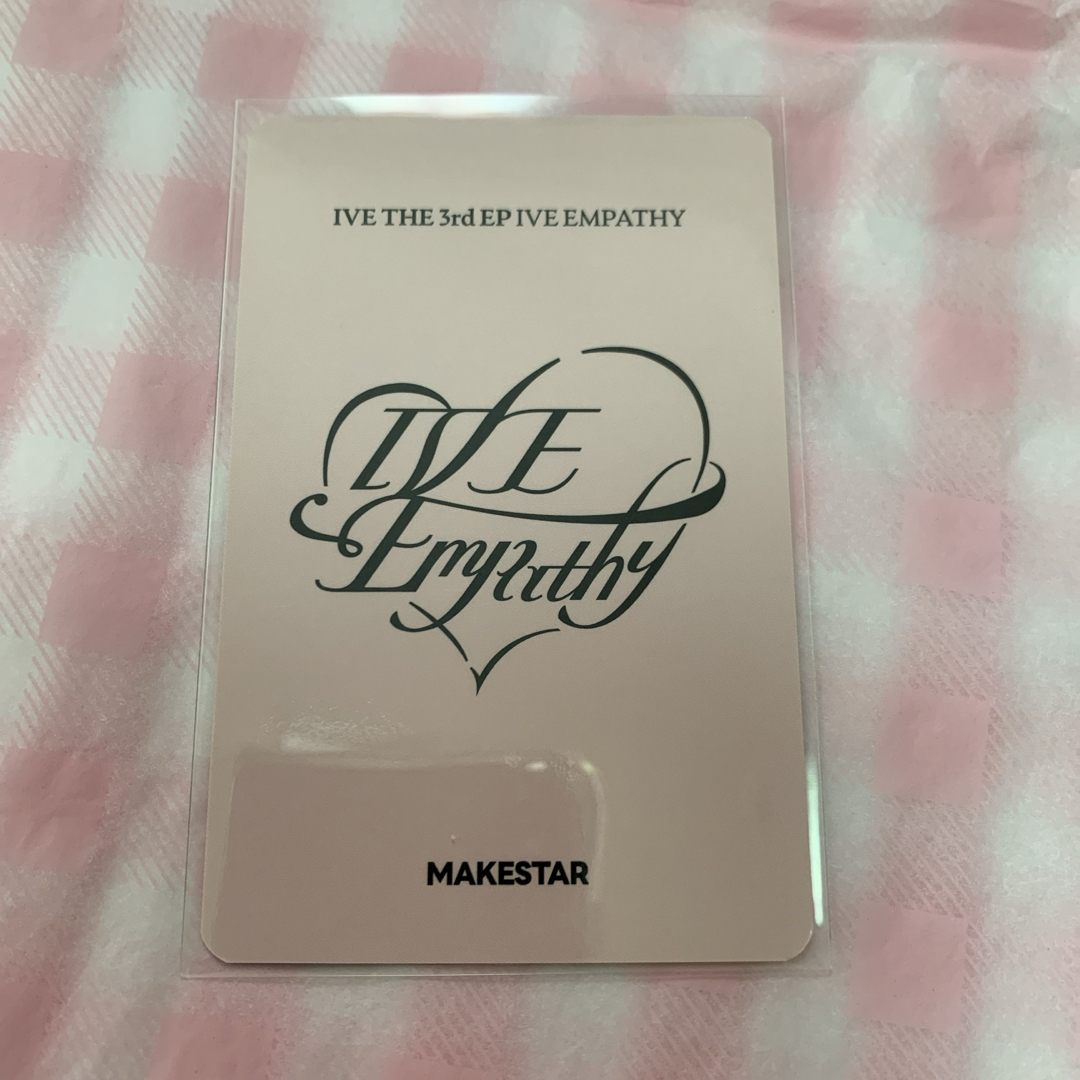 IVE THE 3rd EP IVE EMPATHY
IVE
Empathy
MAKESTAR